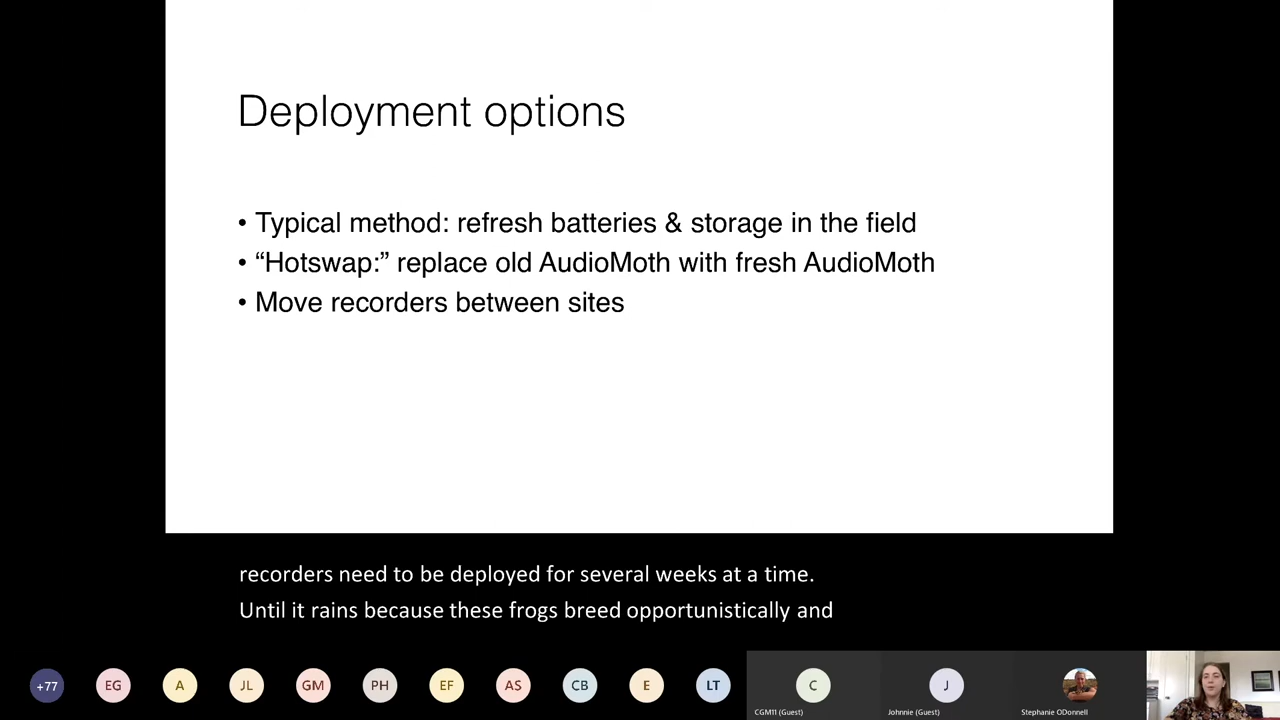 Deployment options
• Typical method: refresh batteries & storage in the field
• “Hotswap:” replace old AudioMoth with fresh AudioMoth
• Move recorders between sites
recorders need to be deployed for several weeks at a time.
Until it rains because these frogs breed opportunistically and
+77 EG A JL GM PH EF AS CB E LT C J
CGM11 (Guest) Johnnie (Guest) Stephanie ODonnell